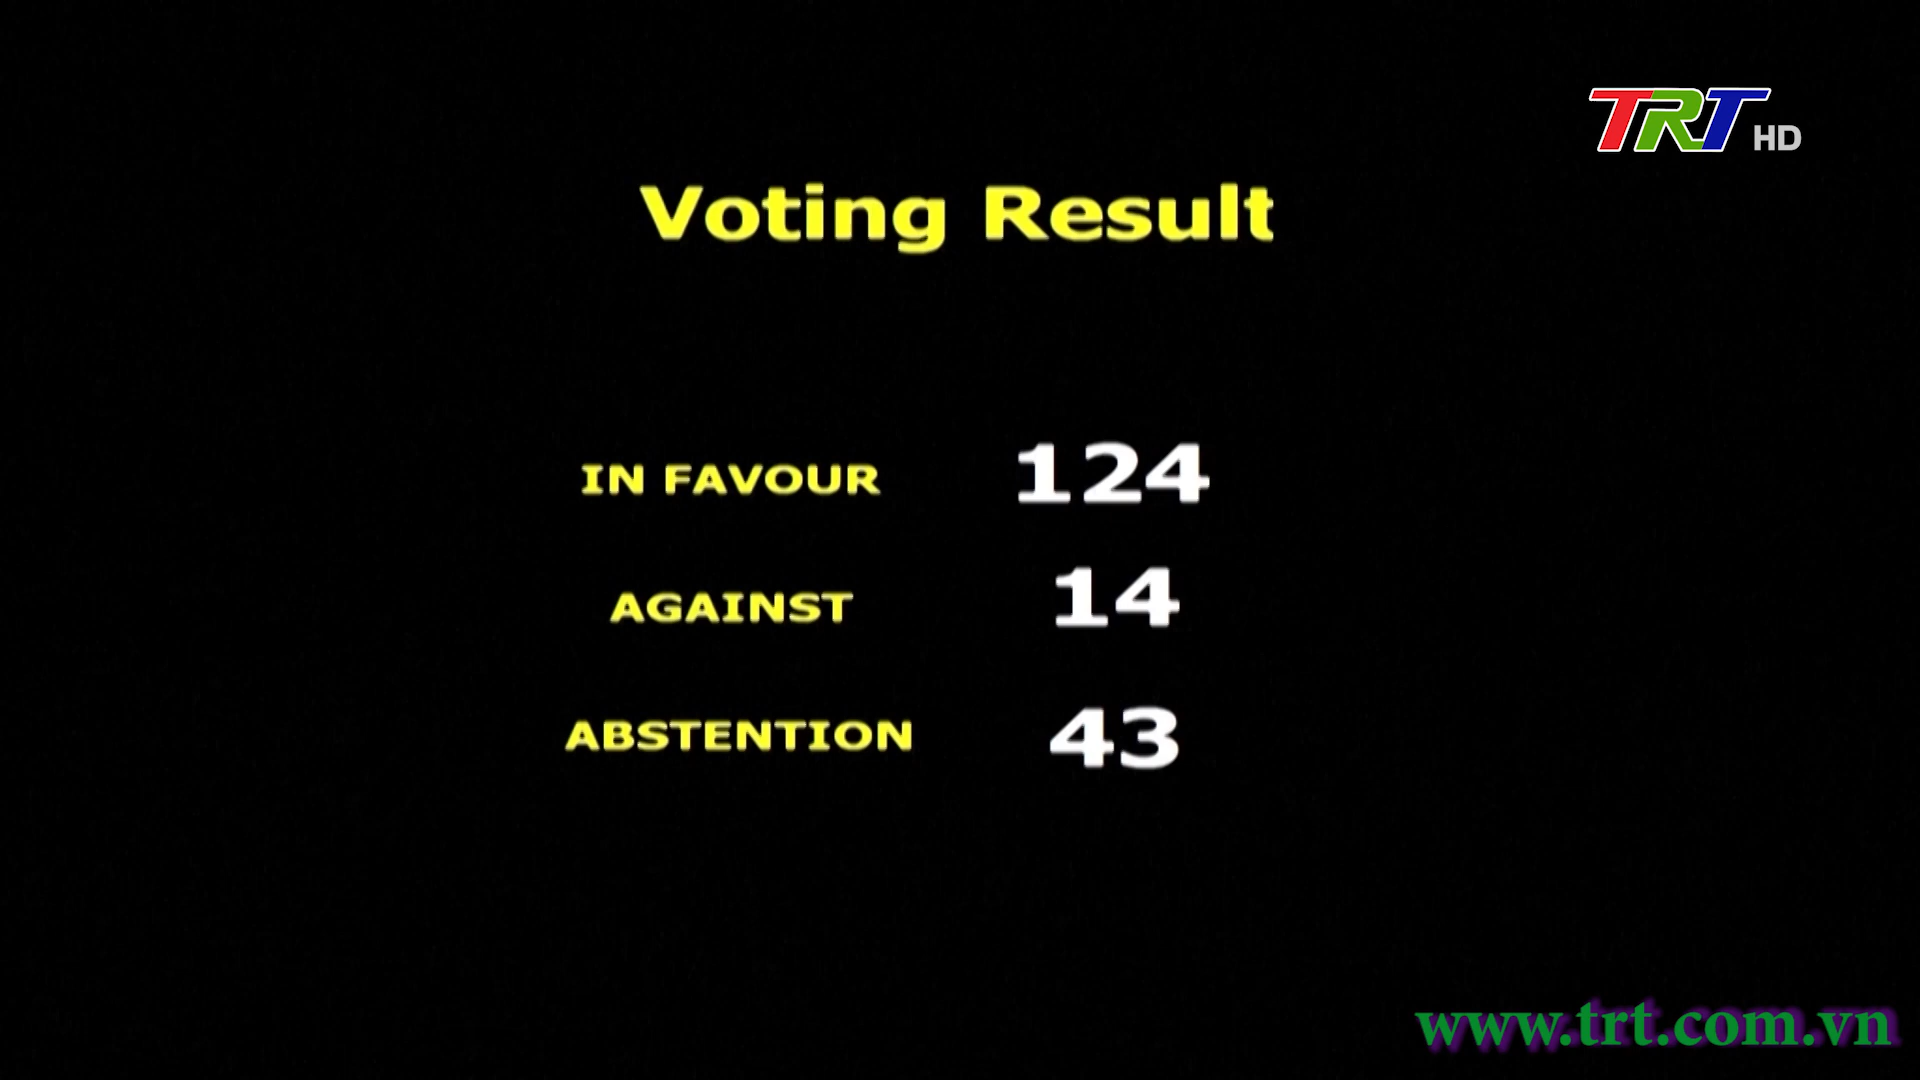 TRT HD
Voting Result
IN FAVOUR 124
AGAINST 14
ABSTENTION 43
www.trt.com.vn